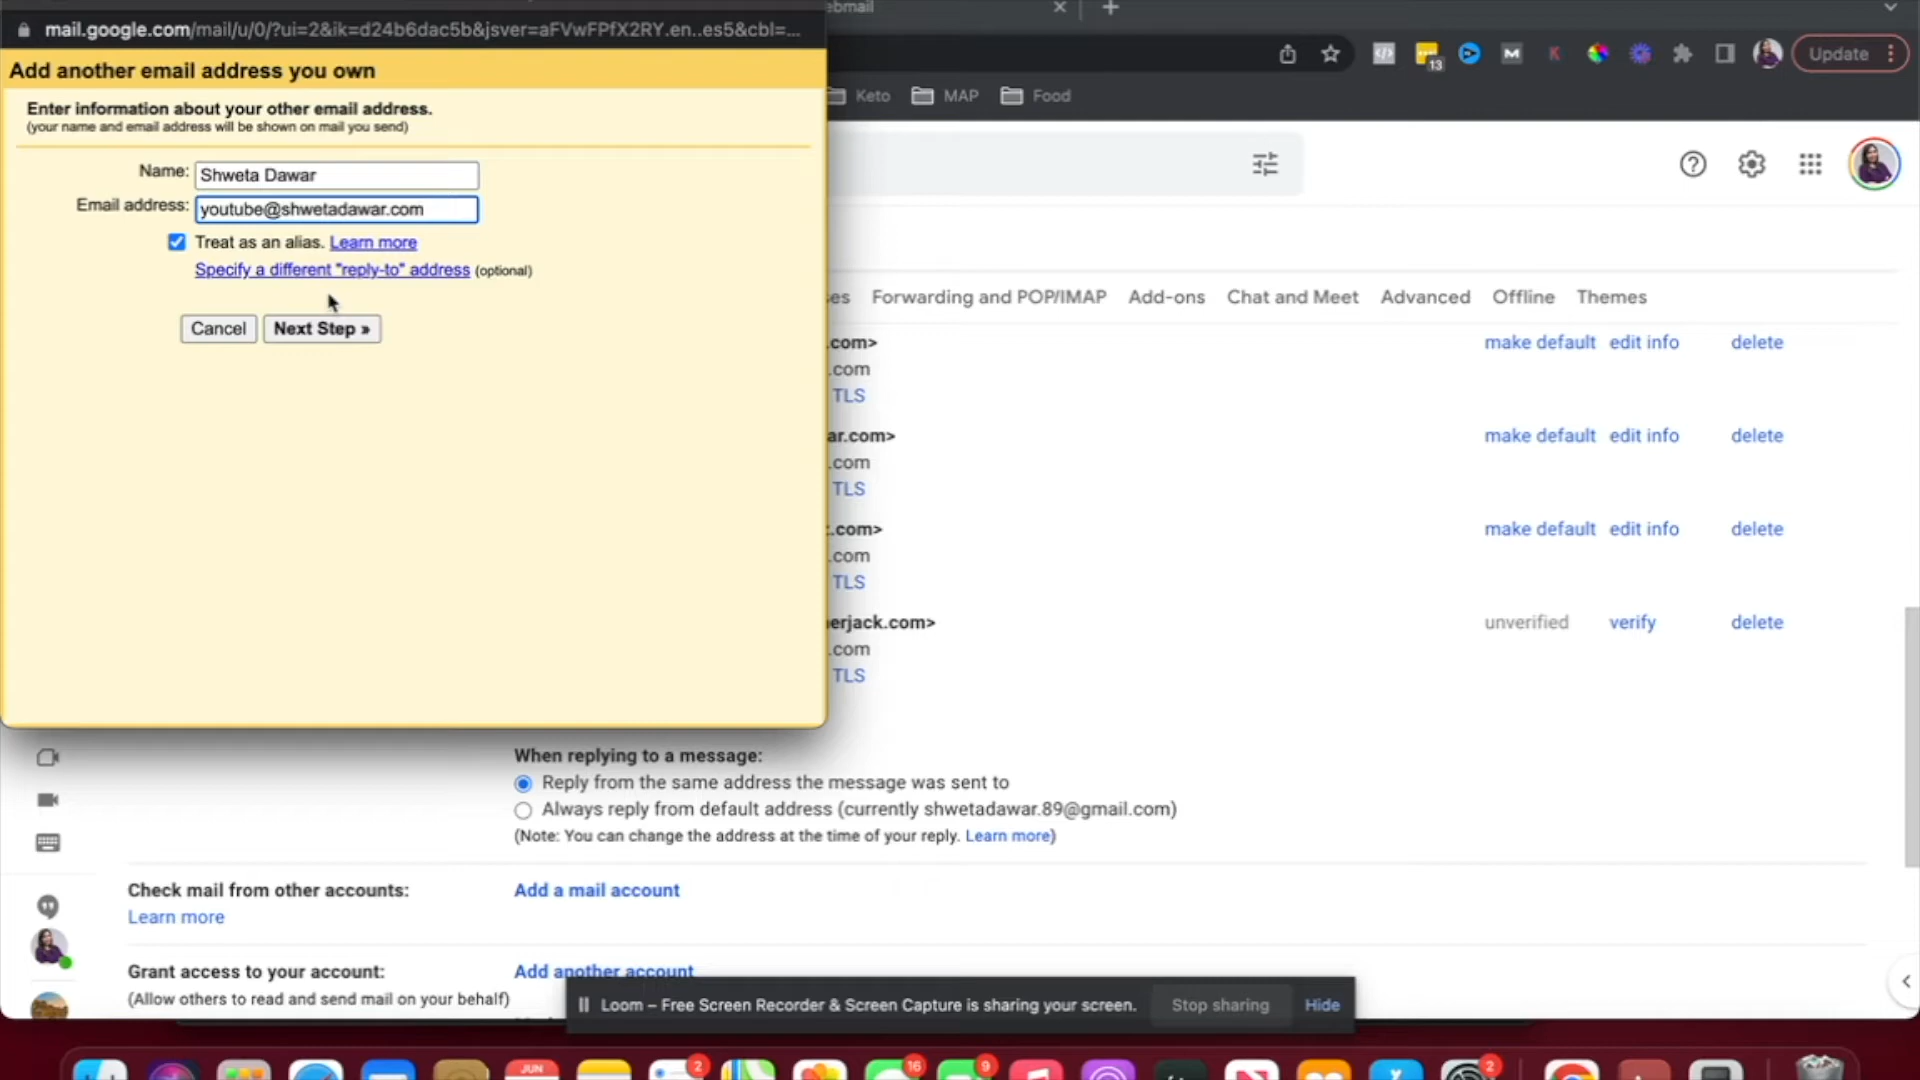 ebmail
mail.google.com/mail/u/0/?ui=2&ik=d24b6dac5b&jsver=aFVwFPfX2RY.en..es5&cbl=...
Update
13
Keto MAP Food
Add another email address you own
Enter information about your other email address.
(your name and email address will be shown on mail you send)
Name: Shweta Dawar
Email address: youtube@shwetadawar.com
Treat as an alias. Learn more
Specify a different "reply-to" address (optional)
Cancel Next Step »
es Forwarding and POP/IMAP Add-ons Chat and Meet Advanced Offline Themes
.com> make default edit info delete
.com
TLS
ar.com> make default edit info delete
.com
TLS
.com> make default edit info delete
.com
TLS
erjack.com> unverified verify delete
.com
TLS
When replying to a message:
Reply from the same address the message was sent to
Always reply from default address (currently shwetadawar.89@gmail.com)
(Note: You can change the address at the time of your reply. Learn more)
Check mail from other accounts: Add a mail account
Learn more
Grant access to your account: Add another account
(Allow others to read and send mail on your behalf)
Loom – Free Screen Recorder & Screen Capture is sharing your screen. Stop sharing Hide
JUN 2 16 9 2